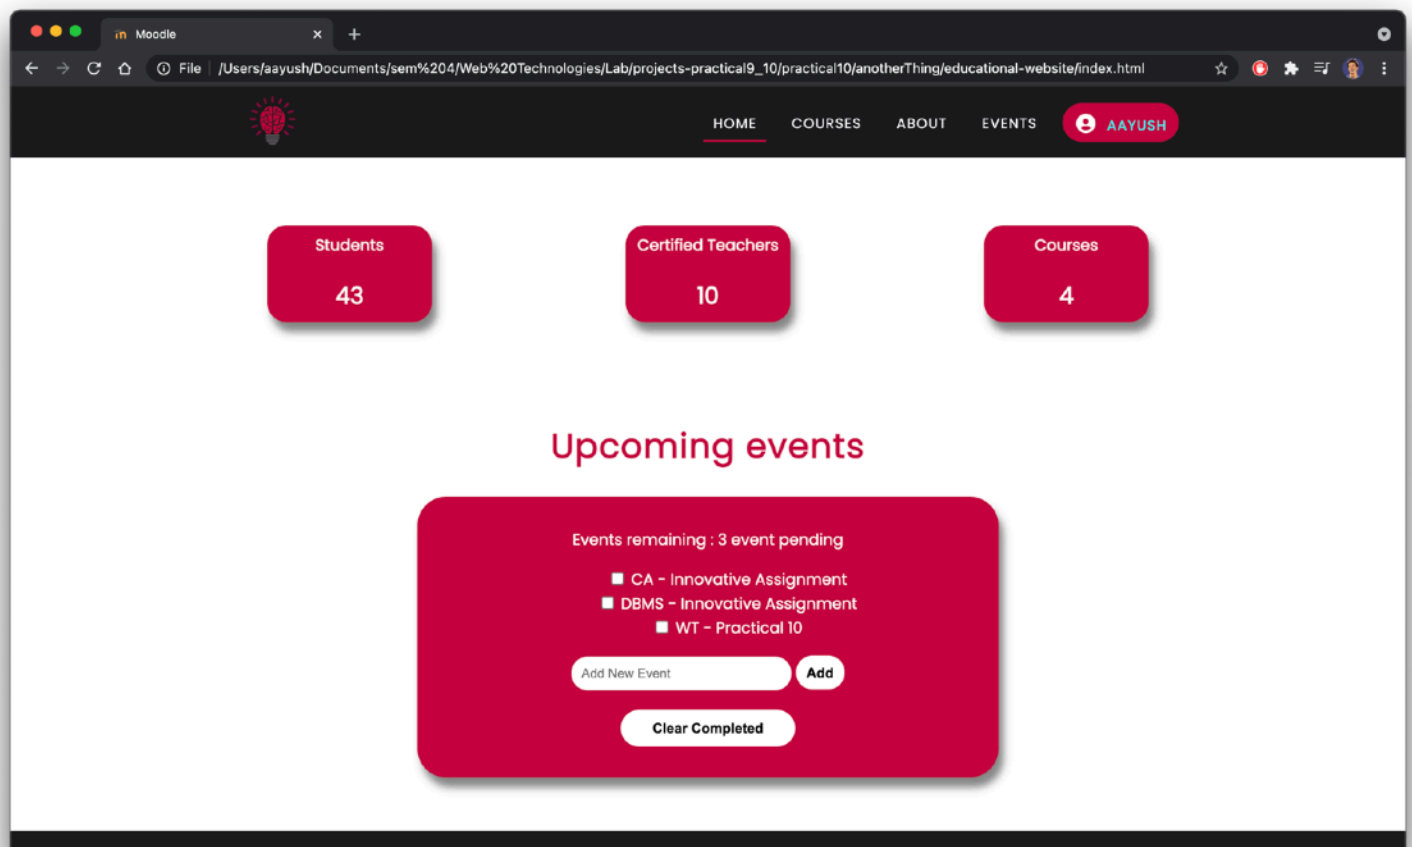 Moodle
File /Users/aayush/Documents/sem%204/Web%20Technologies/Lab/projects-practical9_10/practical10/anotherThing/educational-website/index.html
HOME COURSES ABOUT EVENTS AAYUSH
Students Certified Teachers Courses
43 10 4
Upcoming events
Events remaining : 3 event pending
CA - Innovative Assignment
DBMS - Innovative Assignment
WT - Practical 10
Add New Event Add
Clear Completed